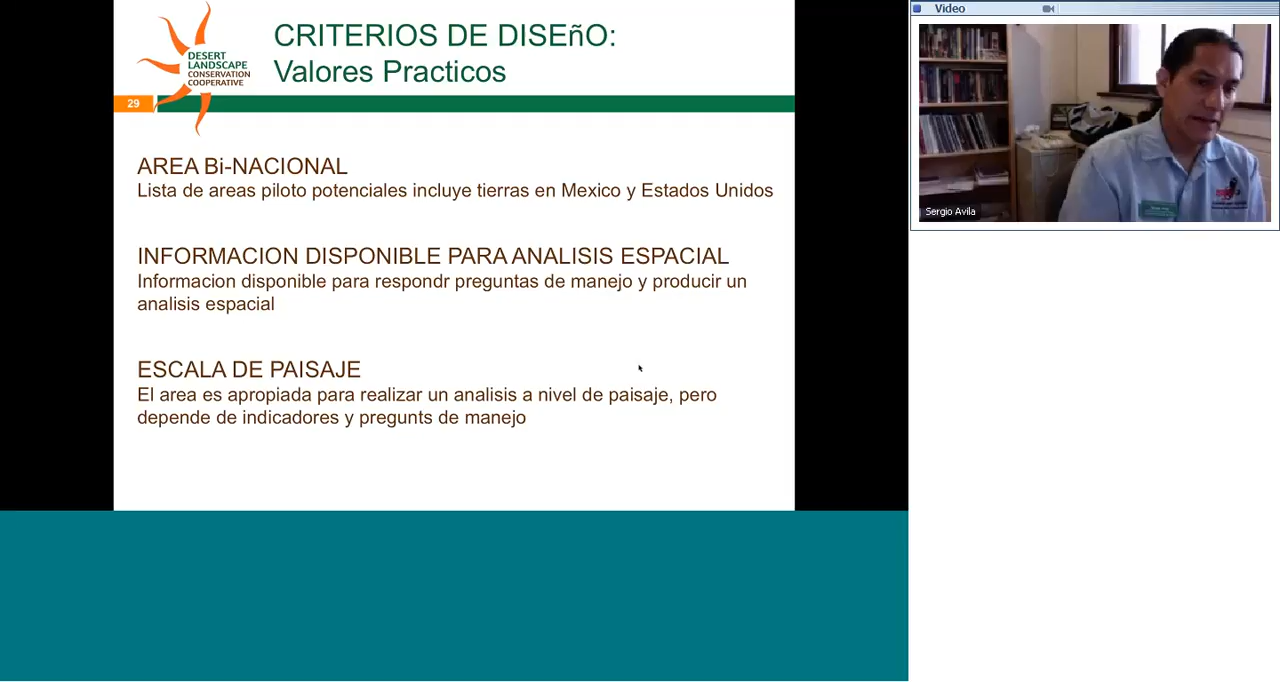 CRITERIOS DE DISEñO:
Valores Practicos
DESERT
LANDSCAPE
CONSERVATION
COOPERATIVE
29
AREA Bi-NACIONAL
Lista de areas piloto potenciales incluye tierras en Mexico y Estados Unidos
INFORMACION DISPONIBLE PARA ANALISIS ESPACIAL
Informacion disponible para respondr preguntas de manejo y producir un
analisis espacial
ESCALA DE PAISAJE
El area es apropiada para realizar un analisis a nivel de paisaje, pero
depende de indicadores y pregunts de manejo
Video
Sergio Avila